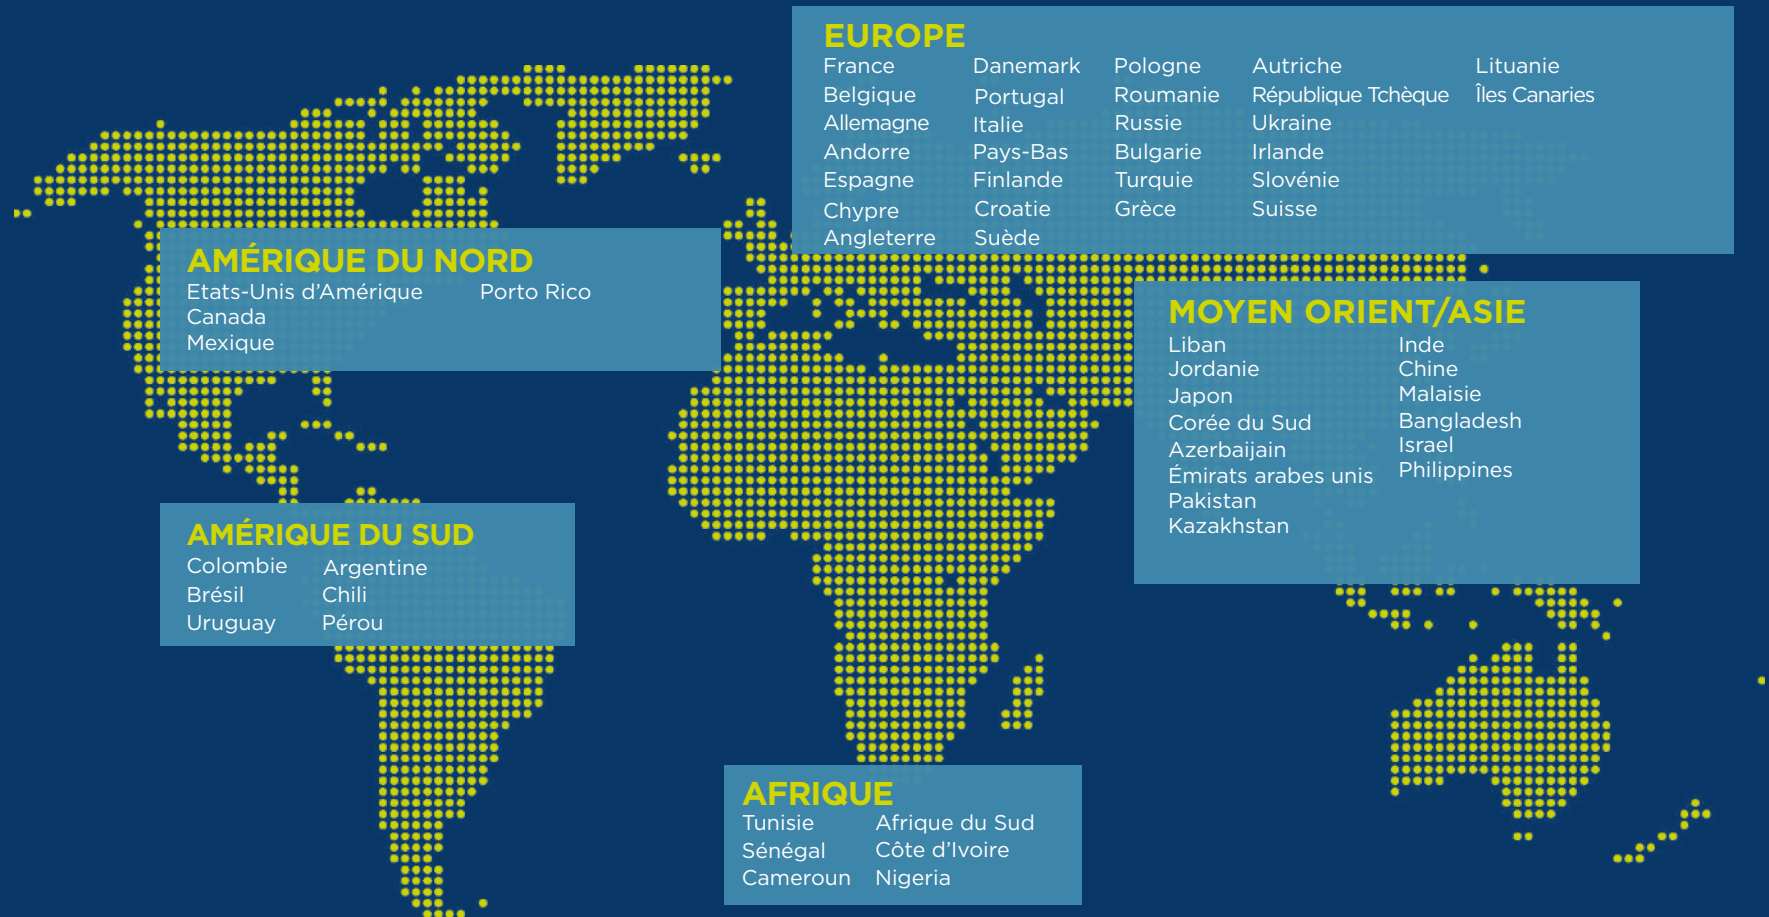 EUROPE
France
Belgique
Allemagne
Andorre
Espagne
Chypre
Angleterre
Danemark
Portugal
Italie
Pays-Bas
Finlande
Croatie
Suède
Pologne
Roumanie
Russie
Bulgarie
Turquie
Grèce
Autriche
République Tchèque
Ukraine
Irlande
Slovénie
Suisse
Lituanie
Îles Canaries
AMÉRIQUE DU NORD
Etats-Unis d’Amérique
Canada
Mexique
Porto Rico
MOYEN ORIENT/ASIE
Liban
Jordanie
Japon
Corée du Sud
Azerbaijain
Émirats arabes unis
Pakistan
Kazakhstan
Inde
Chine
Malaisie
Bangladesh
Israel
Philippines
AMÉRIQUE DU SUD
Colombie
Brésil
Uruguay
Argentine
Chili
Pérou
AFRIQUE
Tunisie
Sénégal
Cameroun
Afrique du Sud
Côte d’Ivoire
Nigeria